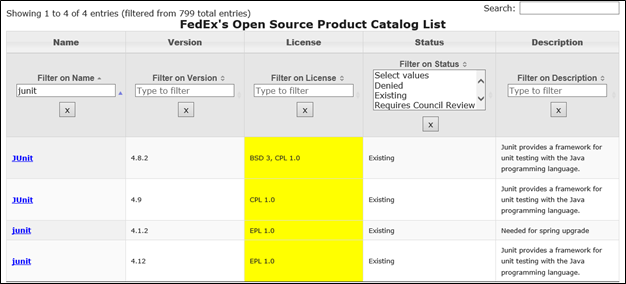 Showing 1 to 4 of 4 entries (filtered from 799 total entries)
Search:
FedEx's Open Source Product Catalog List
Name Version License Status Description
Filter on Name Filter on Version Filter on License Filter on Status Filter on Description
junit Type to filter Type to filter Select values Type to filter
Denied
Existing
Requires Council Review
x x x x x
JUnit 4.8.2 BSD 3, CPL 1.0 Existing Junit provides a framework for
unit testing with the Java
programming language.
JUnit 4.9 CPL 1.0 Existing Junit provides a framework for
unit testing with the Java
programming language.
junit 4.1.2 EPL 1.0 Existing Needed for spring upgrade
junit 4.12 EPL 1.0 Existing Junit provides a framework for
unit testing with the Java
programming language.